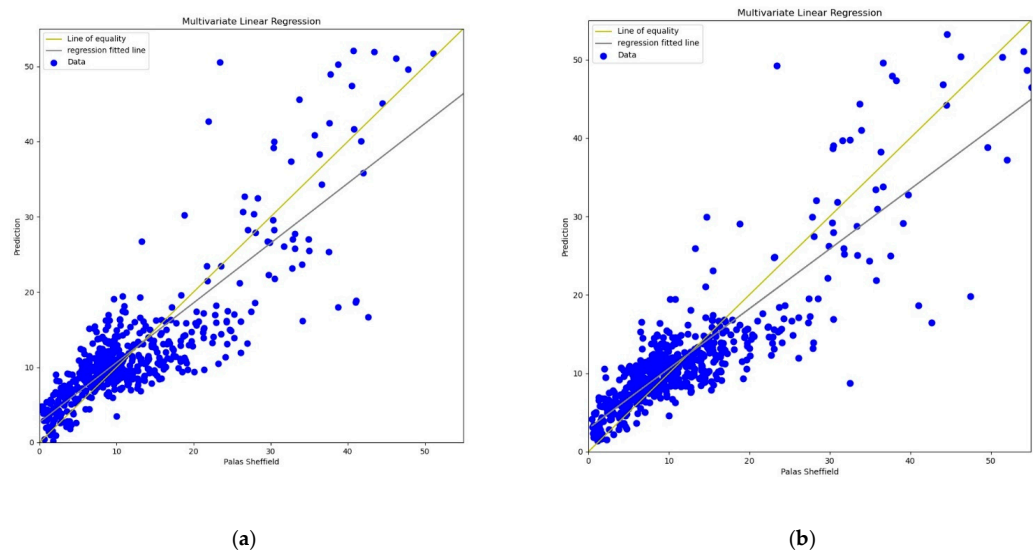 Multivariate Linear Regression
Line of equality
regression fitted line
Data
50
40
30
20
10
0
Prediction
0 10 20 30 40 50
Palas Sheffield
(a)
Multivariate Linear Regression
Line of equality
regression fitted line
Data
50
40
30
20
10
0
Prediction
0 10 20 30 40 50
Palas Sheffield
(b)